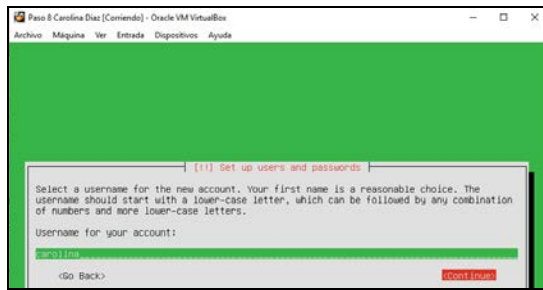 Paso 8 Carolina Diaz [Corriendo] - Oracle VM VirtualBox
Archivo Máquina Ver Entrada Dispositivos Ayuda
[!!] Set up users and passwords
Select a username for the new account. Your first name is a reasonable choice. The
username should start with a lower-case letter, which can be followed by any combination
of numbers and more lower-case letters.
Username for your account:
carolina
<Go Back> <Continue>